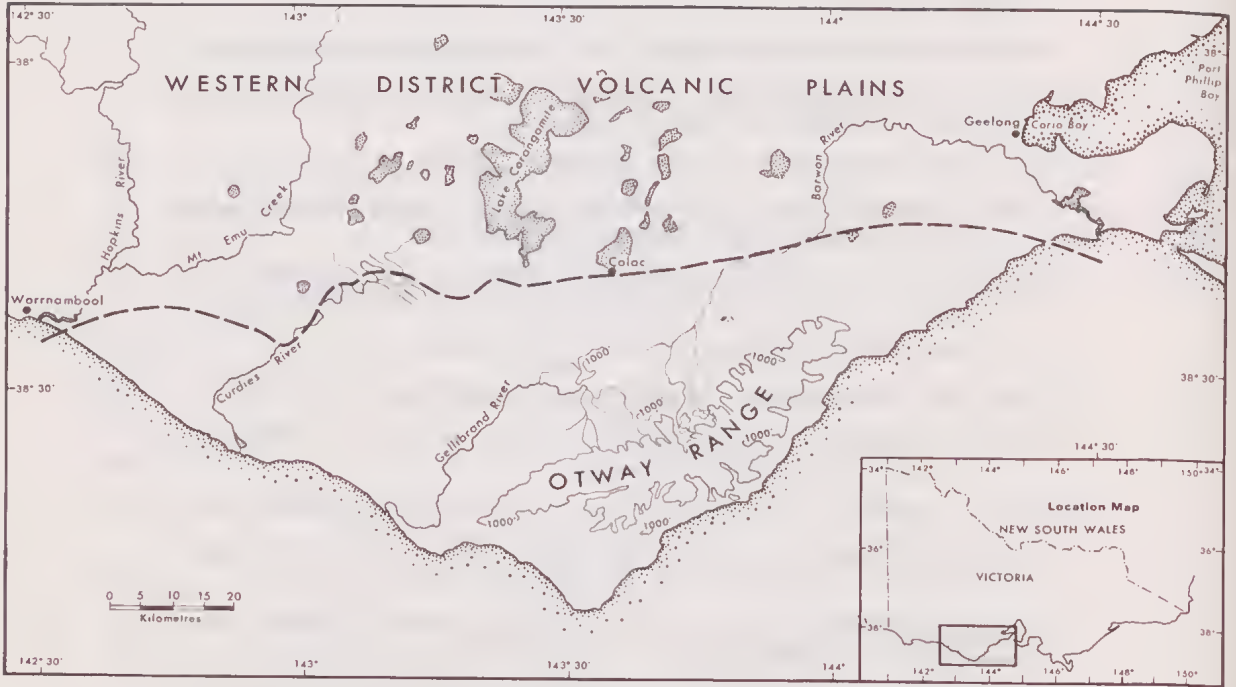 142° 30'
143°
143° 30'
144°
144° 30'
38°
38°
WESTERN DISTRICT VOLCANIC PLAINS
Port
Phillip
Bay
Geelong
Corio Bay
Barwon River
Lake Corangamite
Hopkins River
Mt Emu Creek
Colac
Warrnambool
Curdies River
38° 30'
38° 30'
Gellibrand River
1000'
1000'
1000'
1000'
1000'
1000'
OTWAY RANGE
0 5 10 15 20
Kilometres
142° 30'
143°
143° 30'
144°
144° 30'
34°
142°
144°
146°
148°
150°
34°
Location Map
NEW SOUTH WALES
36°
36°
VICTORIA
38°
38°
142°
144°
146°
148°
150°